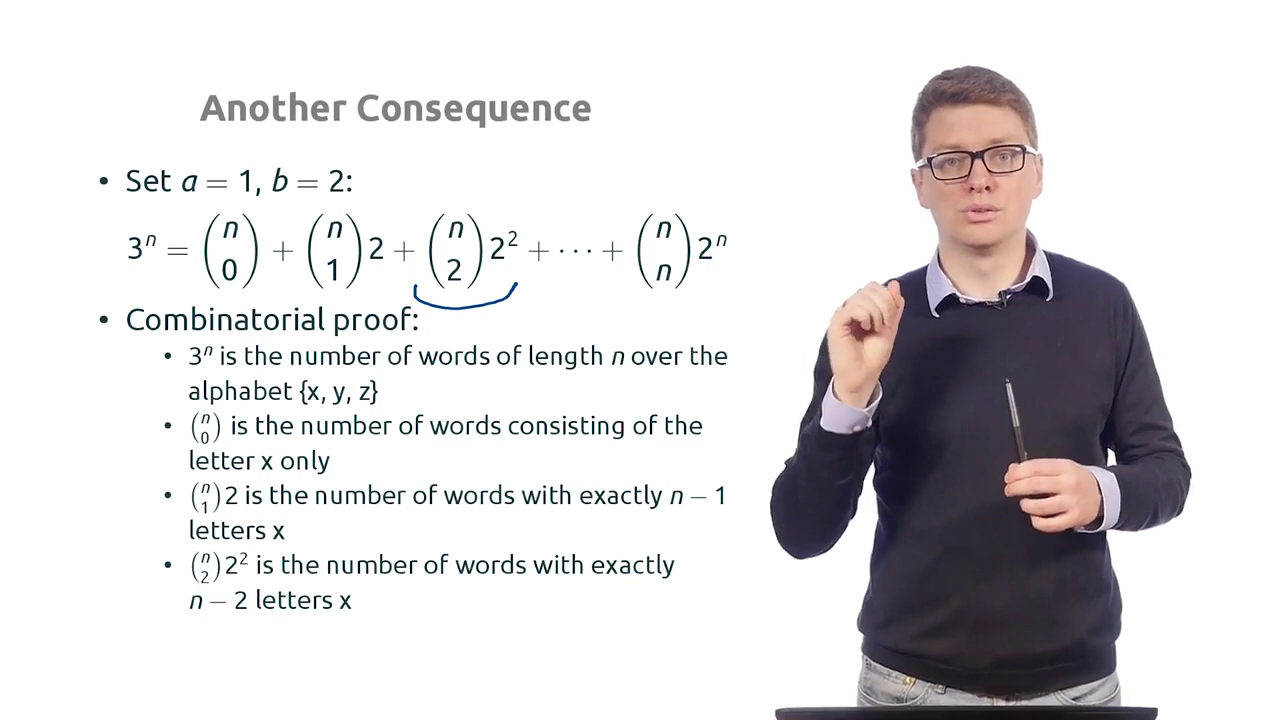 Another Consequence
• Set a = 1, b = 2:
3ⁿ = (n 0) + (n 1)2 + (n 2)2² + ··· + (n n)2ⁿ
• Combinatorial proof:
• 3ⁿ is the number of words of length n over the
alphabet {x, y, z}
• (n 0) is the number of words consisting of the
letter x only
• (n 1)2 is the number of words with exactly n − 1
letters x
• (n 2)2² is the number of words with exactly
n − 2 letters x